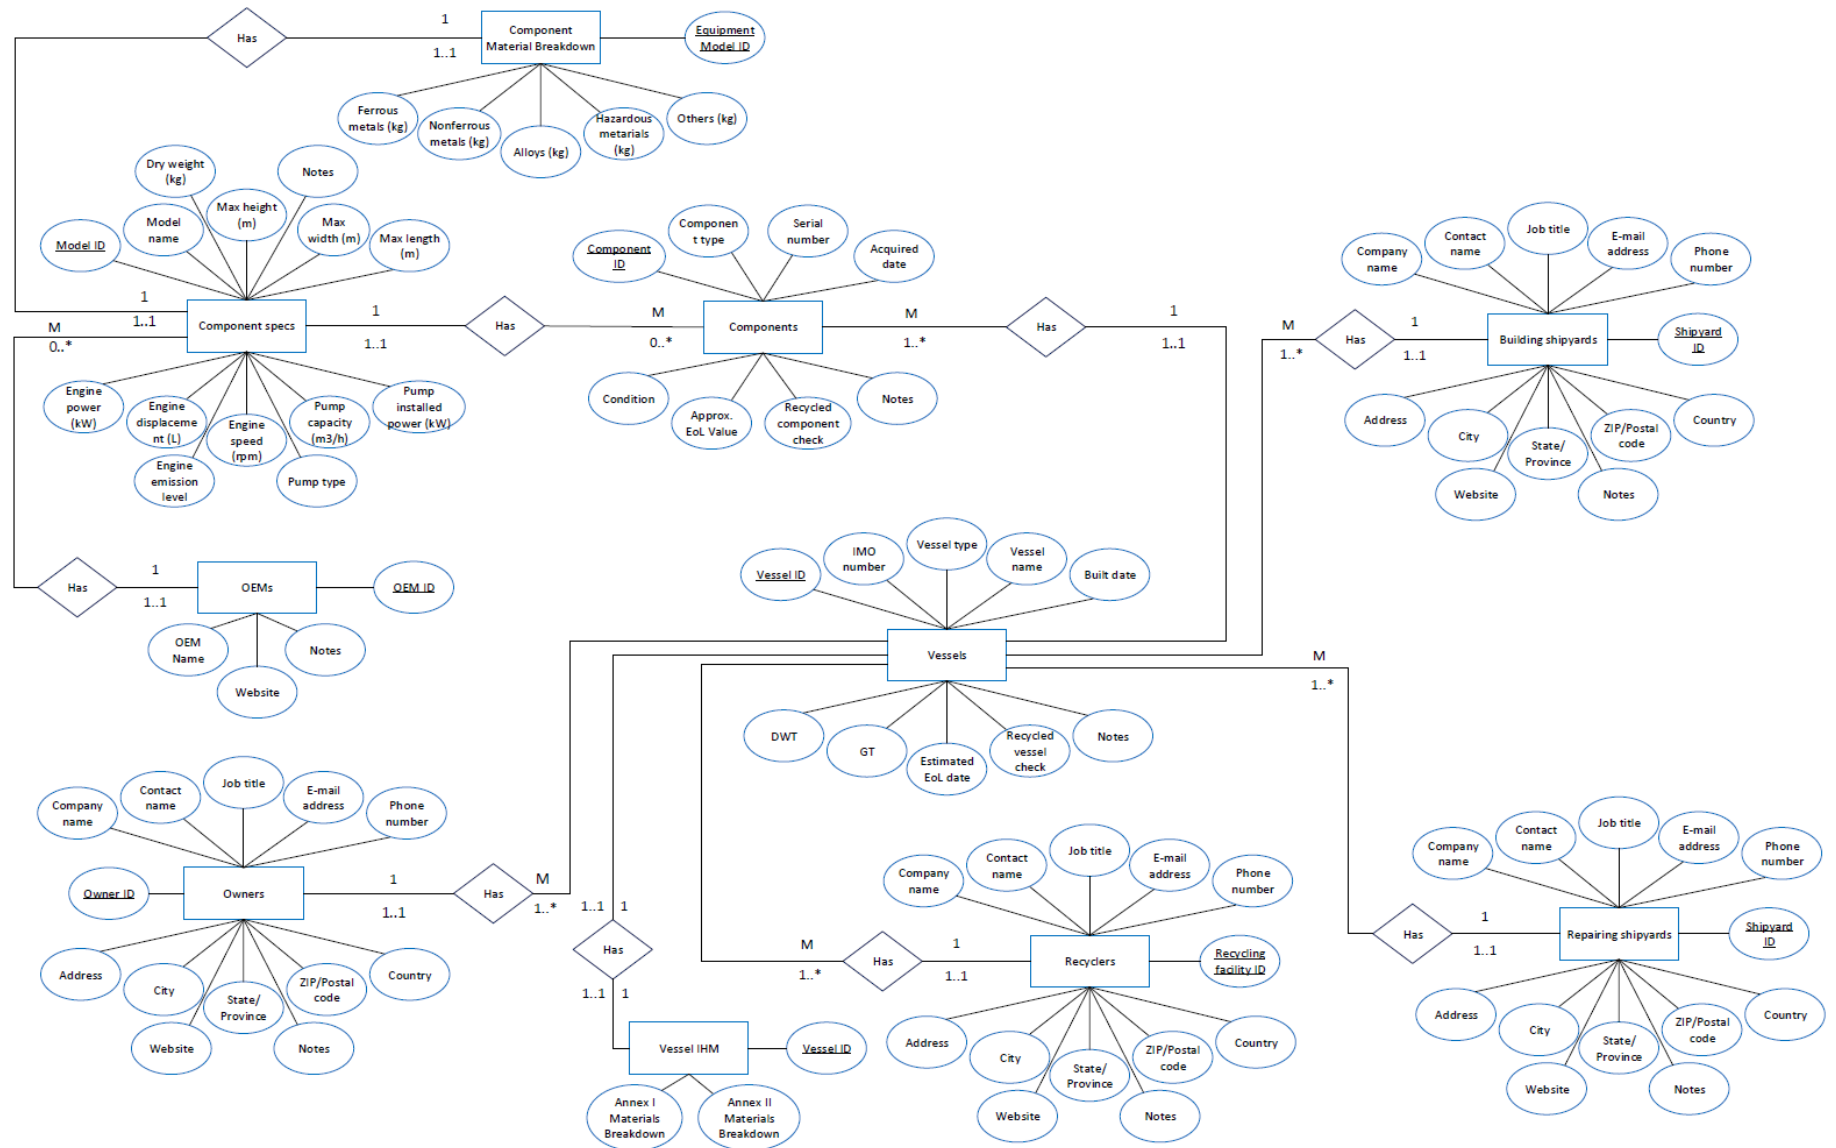 Has
1
1..1
Component
Material Breakdown
Equipment
Model ID
Ferrous
metals (kg)
Nonferrous
metals (kg)
Alloys (kg)
Hazardous
metarials
(kg)
Others (kg)
Dry weight
(kg)
Notes
Model
name
Max height
(m)
Max
width (m)
Max length
(m)
Model ID
1
1..1
Component specs
M
0..*
1
1..1
Has
M
0..*
Engine
power
(kW)
Engine
displaceme
nt (L)
Engine
speed
(rpm)
Pump
capacity
(m3/h)
Pump
installed
power (kW)
Engine
emission
level
Pump type
Component
ID
Componen
t type
Serial
number
Acquired
date
Components
M
1..*
Has
1
1..1
Condition
Approx.
EoL Value
Recycled
component
check
Notes
Company
name
Contact
name
Job title
E-mail
address
Phone
number
M
1..*
Has
1
1..1
Building shipyards
Shipyard
ID
Address
City
State/
Province
ZIP/Postal
code
Country
Website
Notes
Has
1
1..1
OEMs
OEM ID
OEM
Name
Website
Notes
Vessel ID
IMO
number
Vessel type
Vessel
name
Built date
Vessels
M
1..*
DWT
GT
Estimated
EoL date
Recycled
vessel
check
Notes
Company
name
Contact
name
Job title
E-mail
address
Phone
number
Owner ID
Owners
1
1..1
Has
M
1..*
Address
City
State/
Province
ZIP/Postal
code
Country
Website
Notes
1..1
1
Has
1..1
1
Vessel IHM
Vessel ID
Annex I
Materials
Breakdown
Annex II
Materials
Breakdown
Company
name
Contact
name
Job title
E-mail
address
Phone
number
M
1..*
Has
1
1..1
Recyclers
Recycling
facility ID
Address
City
State/
Province
ZIP/Postal
code
Country
Website
Notes
Company
name
Contact
name
Job title
E-mail
address
Phone
number
Has
1
1..1
Repairing shipyards
Shipyard
ID
Address
City
State/
Province
ZIP/Postal
code
Country
Website
Notes